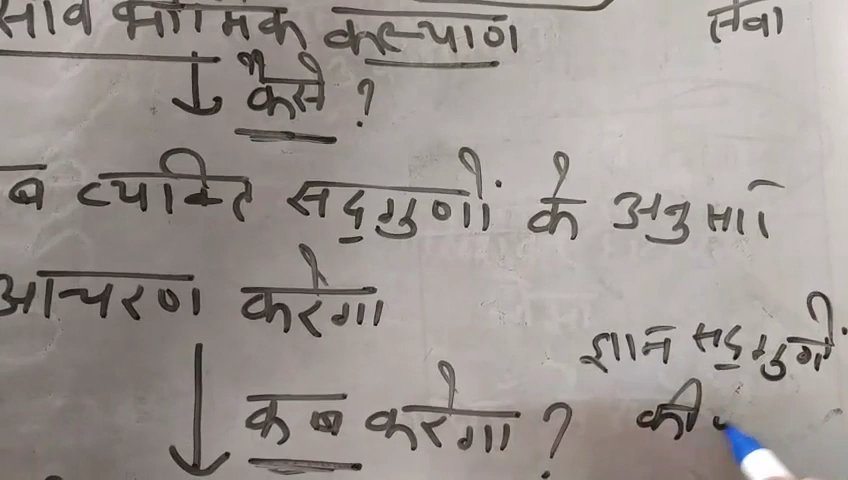 सार्वभौमिक कल्याण
सेवा
कैसे ?
ब व्यक्ति सद्गुणों के अनुसा
आचरण करेगा
ज्ञान सद्गुणों
कब करेगा ?
की